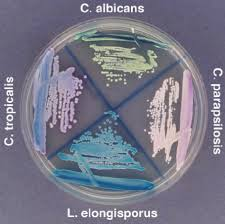 C. albicans
C. tropicalis
C. parapsilosis
L. elongisporus